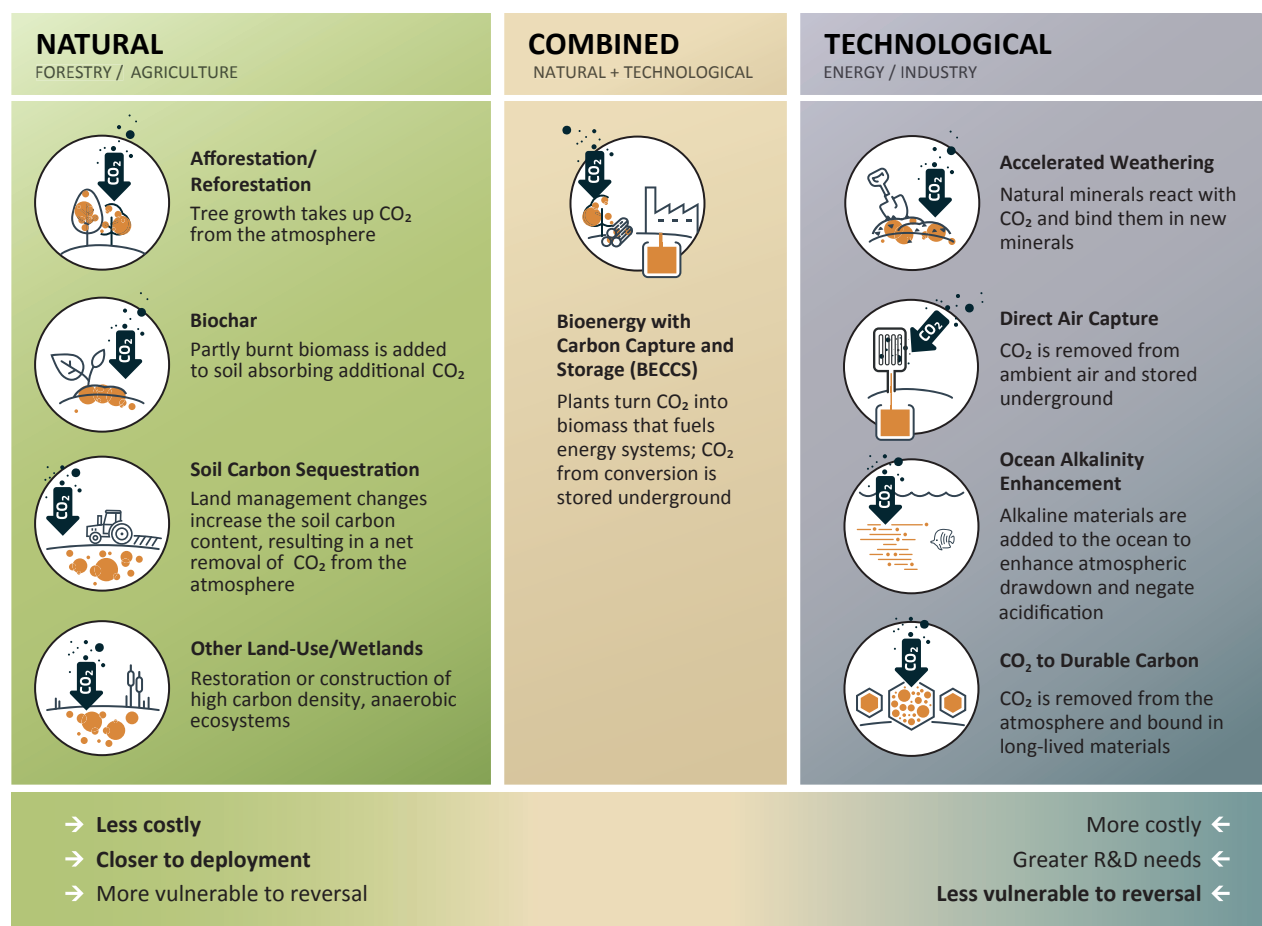 NATURAL
FORESTRY / AGRICULTURE
CO₂
Afforestation/
Reforestation
Tree growth takes up CO₂
from the atmosphere
CO₂
Biochar
Partly burnt biomass is added
to soil absorbing additional CO₂
CO₂
Soil Carbon Sequestration
Land management changes
increase the soil carbon
content, resulting in a net
removal of CO₂ from the
atmosphere
CO₂
Other Land-Use/Wetlands
Restoration or construction of
high carbon density, anaerobic
ecosystems
COMBINED
NATURAL + TECHNOLOGICAL
CO₂
Bioenergy with
Carbon Capture and
Storage (BECCS)
Plants turn CO₂ into
biomass that fuels
energy systems; CO₂
from conversion is
stored underground
TECHNOLOGICAL
ENERGY / INDUSTRY
CO₂
Accelerated Weathering
Natural minerals react with
CO₂ and bind them in new
minerals
CO₂
Direct Air Capture
CO₂ is removed from
ambient air and stored
underground
CO₂
Ocean Alkalinity
Enhancement
Alkaline materials are
added to the ocean to
enhance atmospheric
drawdown and negate
acidification
CO₂
CO₂ to Durable Carbon
CO₂ is removed from the
atmosphere and bound in
long-lived materials
→ Less costly
→ Closer to deployment
→ More vulnerable to reversal
More costly ←
Greater R&D needs ←
Less vulnerable to reversal ←